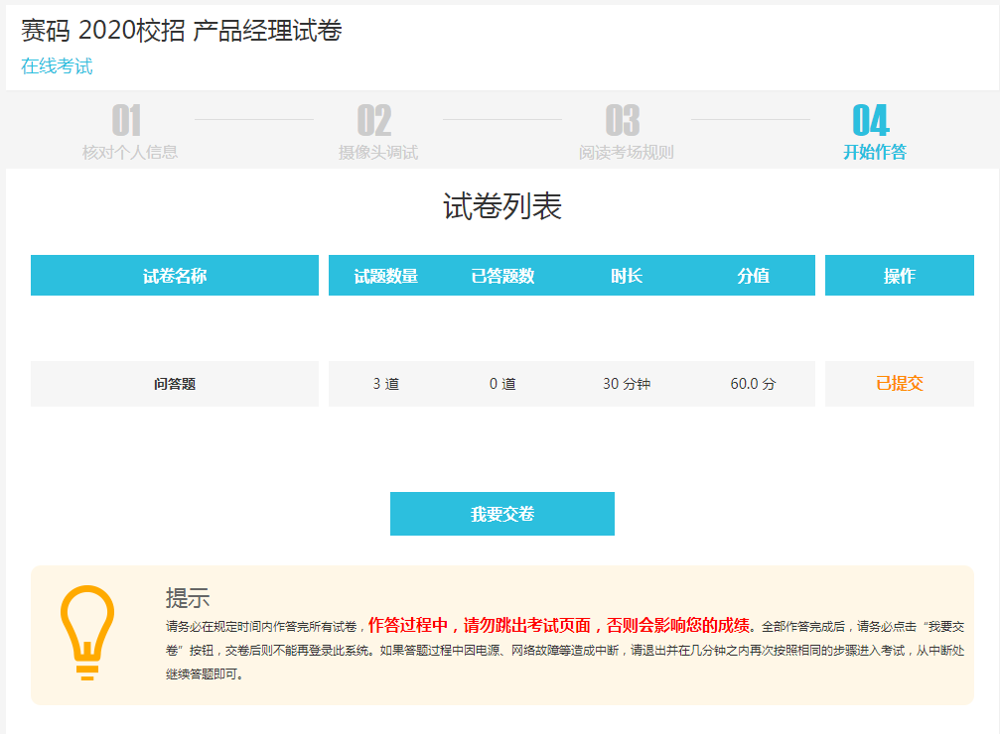 赛码 2020校招 产品经理试卷
在线考试
01 02 03 04
核对个人信息 摄像头调试 阅读考场规则 开始作答
试卷列表
试卷名称 试题数量 已答题数 时长 分值 操作
问答题 3 道 0 道 30 分钟 60.0 分 已提交
我要交卷
提示
请务必在规定时间内作答完所有试卷，作答过程中，请勿跳出考试页面，否则会影响您的成绩。全部作答完成后，请务必点击“我要交
卷”按钮，交卷后则不能再登录此系统。如果答题过程中因电源、网络故障等造成中断，请退出并在几分钟之内再次按照相同的步骤进入考试，从中断处
继续答题即可。